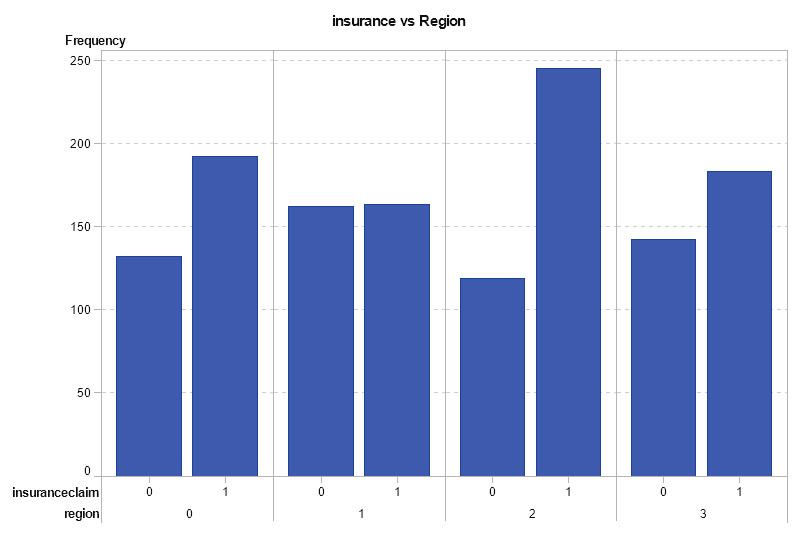 insurance vs Region
Frequency
250
200
150
100
50
0
insuranceclaim 0 1 0 1 0 1 0 1
region 0 1 2 3